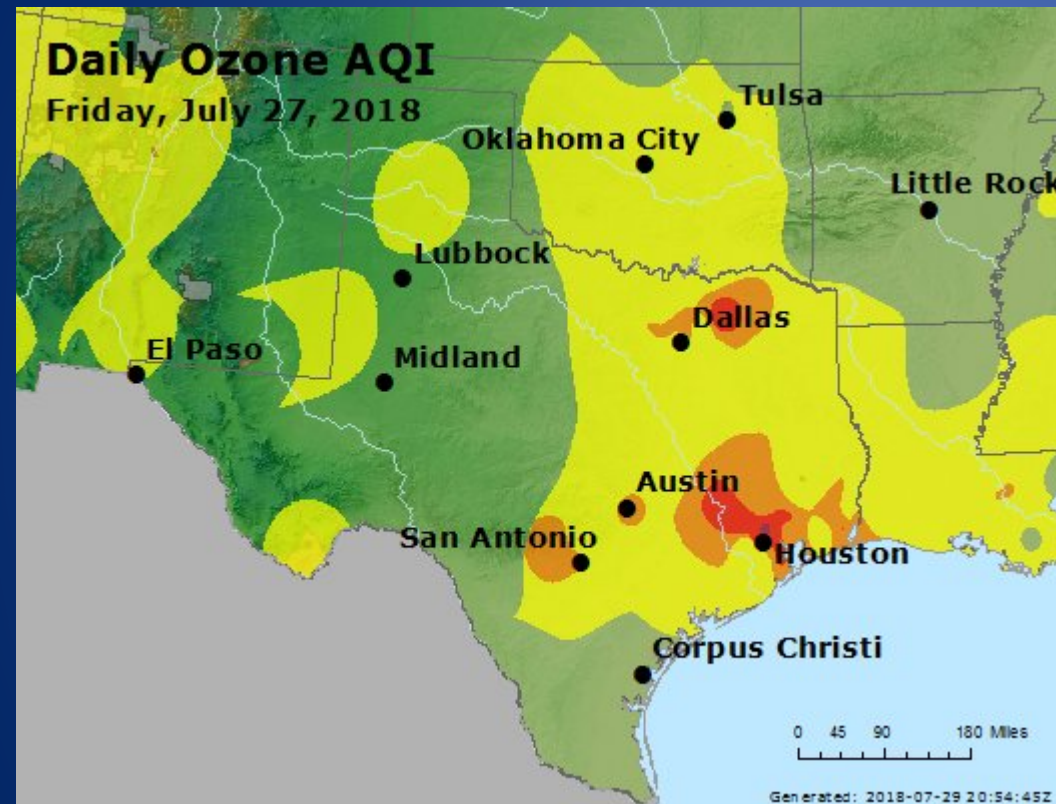 Daily Ozone AQI
Friday, July 27, 2018
Tulsa
Oklahoma City
Little Rock
Lubbock
Dallas
El Paso
Midland
Austin
San Antonio
Houston
Corpus Christi
0 45 90 180 Miles
Generated: 2018-07-29 20:54:45Z